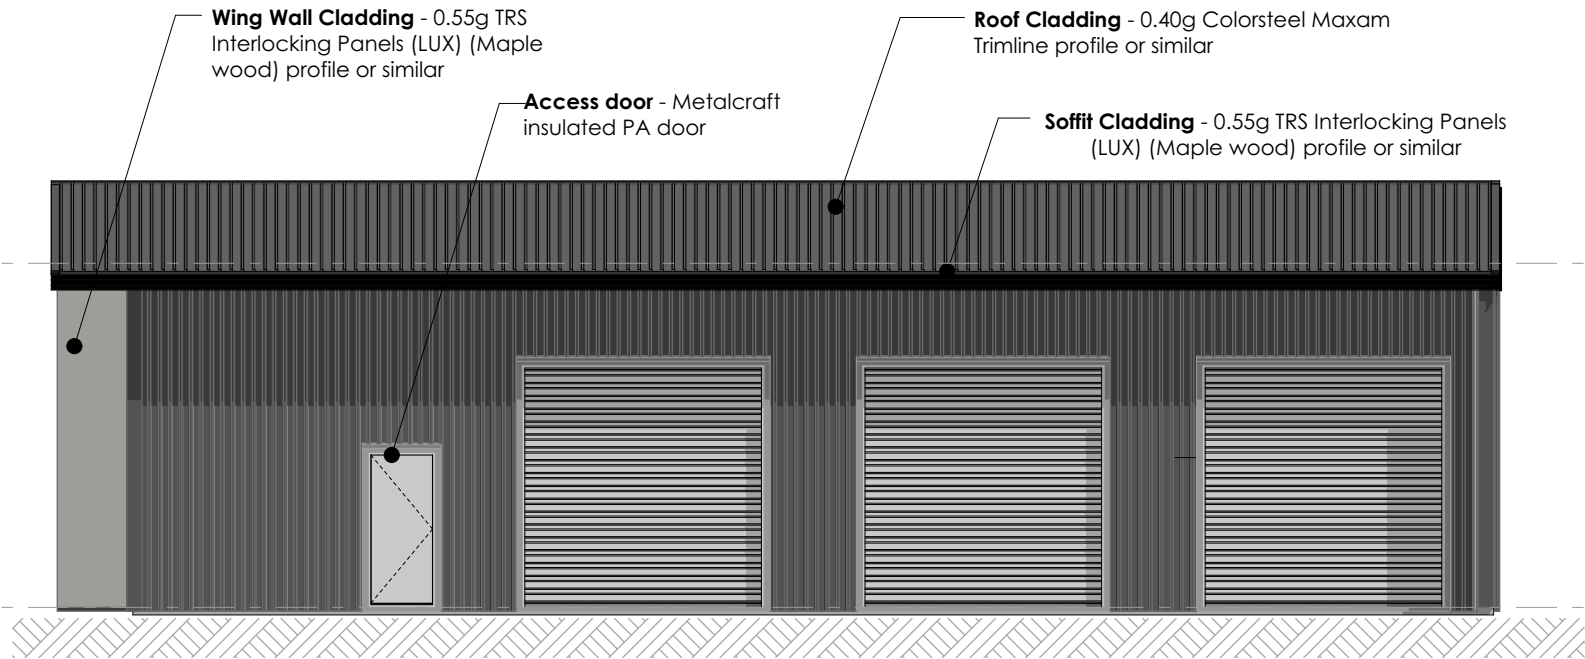 Wing Wall Cladding - 0.55g TRS
Interlocking Panels (LUX) (Maple
wood) profile or similar
Roof Cladding - 0.40g Colorsteel Maxam
Trimline profile or similar
Access door - Metalcraft
insulated PA door
Soffit Cladding - 0.55g TRS Interlocking Panels
(LUX) (Maple wood) profile or similar